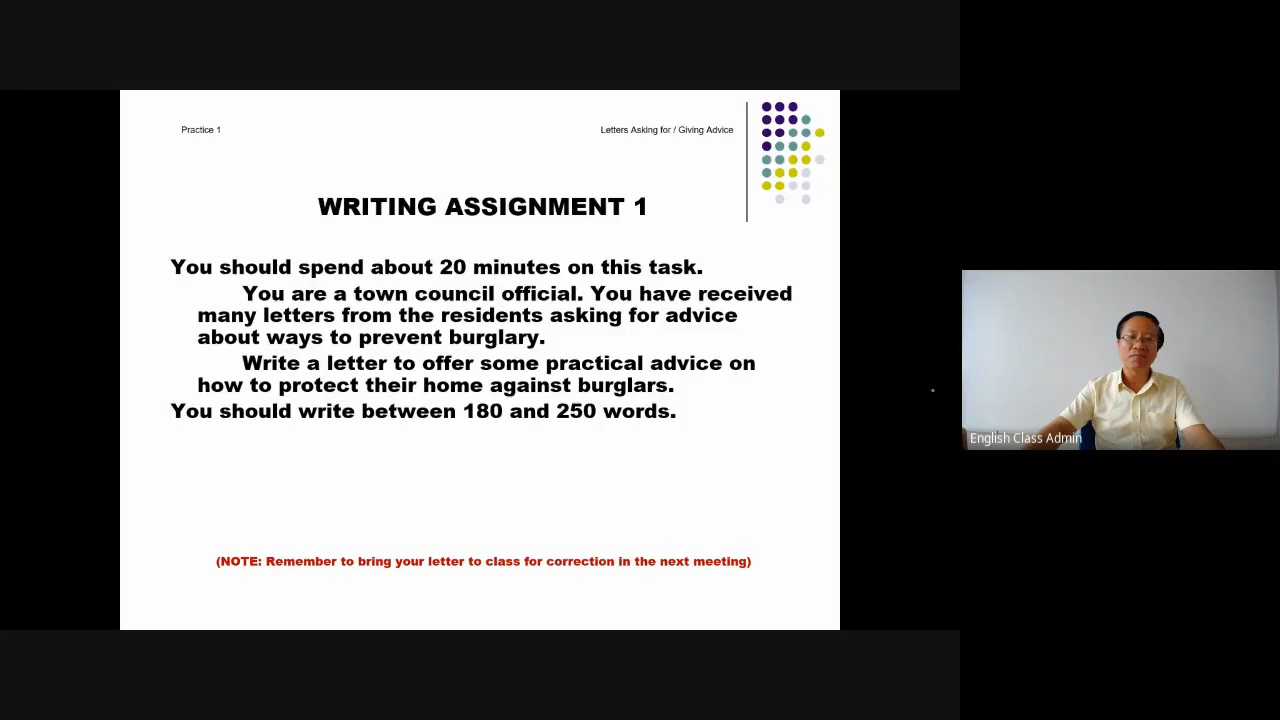 Practice 1
Letters Asking for / Giving Advice
WRITING ASSIGNMENT 1
You should spend about 20 minutes on this task.
You are a town council official. You have received
many letters from the residents asking for advice
about ways to prevent burglary.
Write a letter to offer some practical advice on
how to protect their home against burglars.
You should write between 180 and 250 words.
English Class Admin
(NOTE: Remember to bring your letter to class for correction in the next meeting)